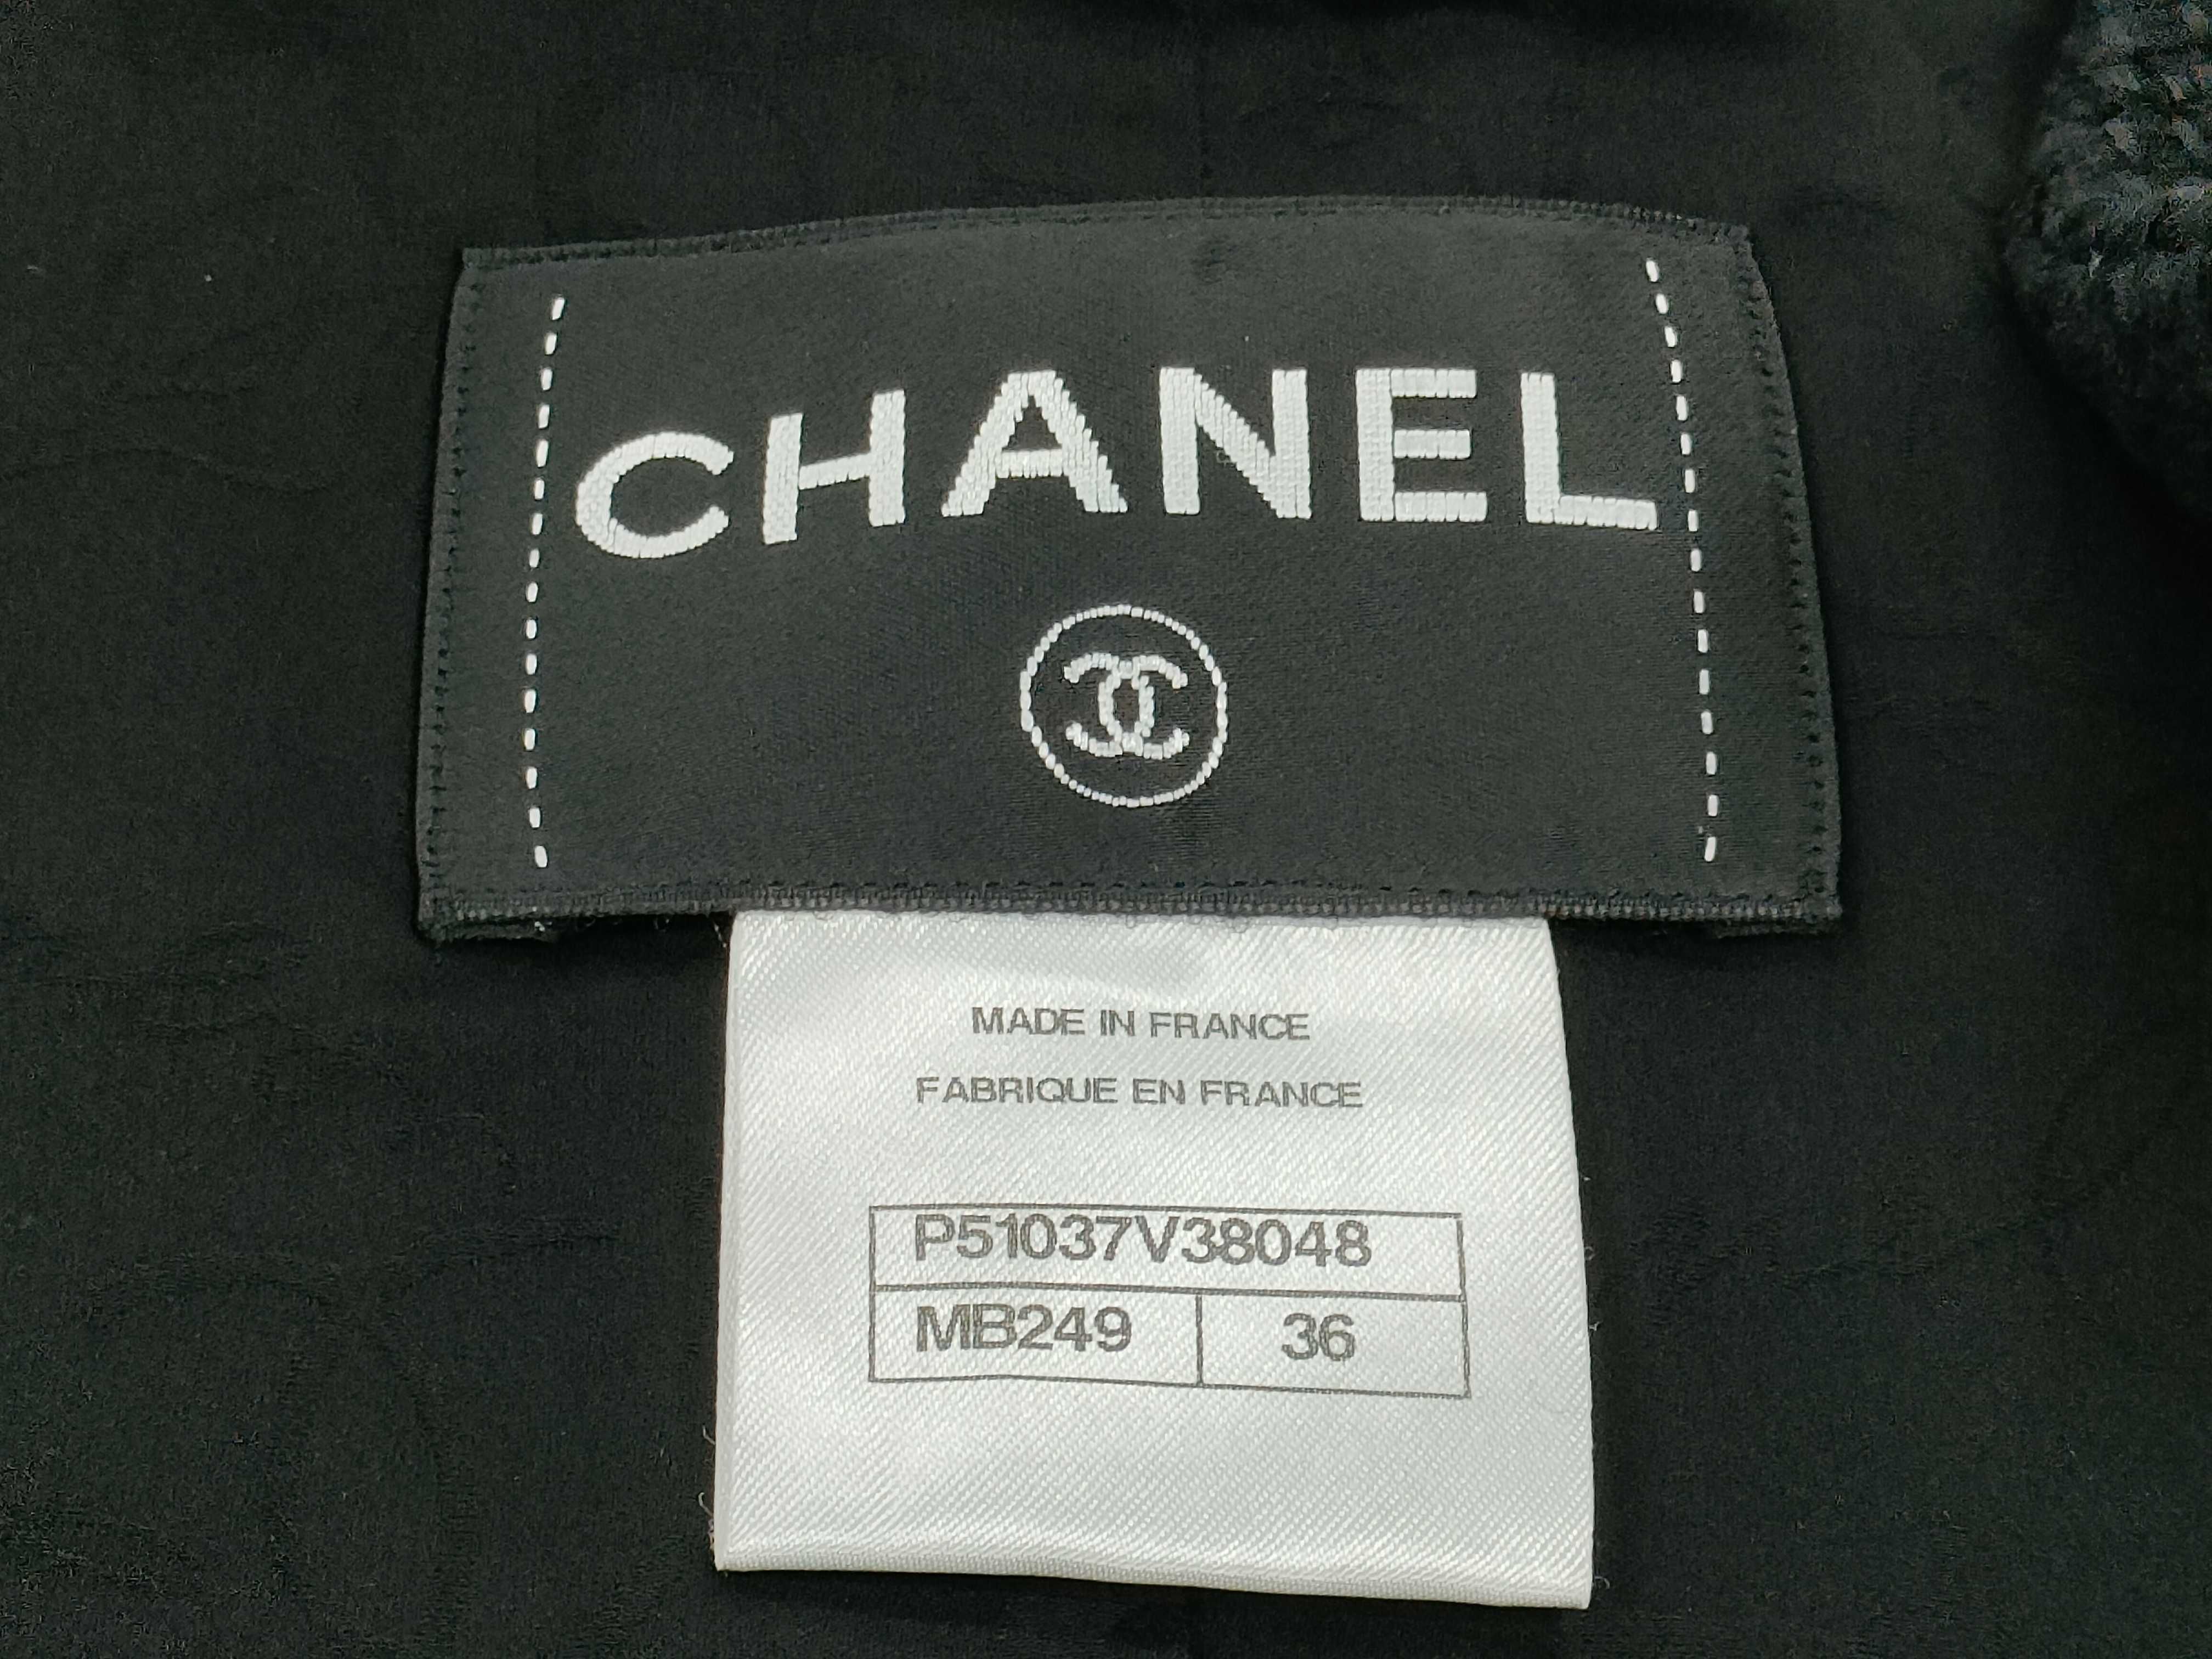 CHANEL
MADE IN FRANCE
FABRIQUE EN FRANCE
P51037V38048
MB249 36